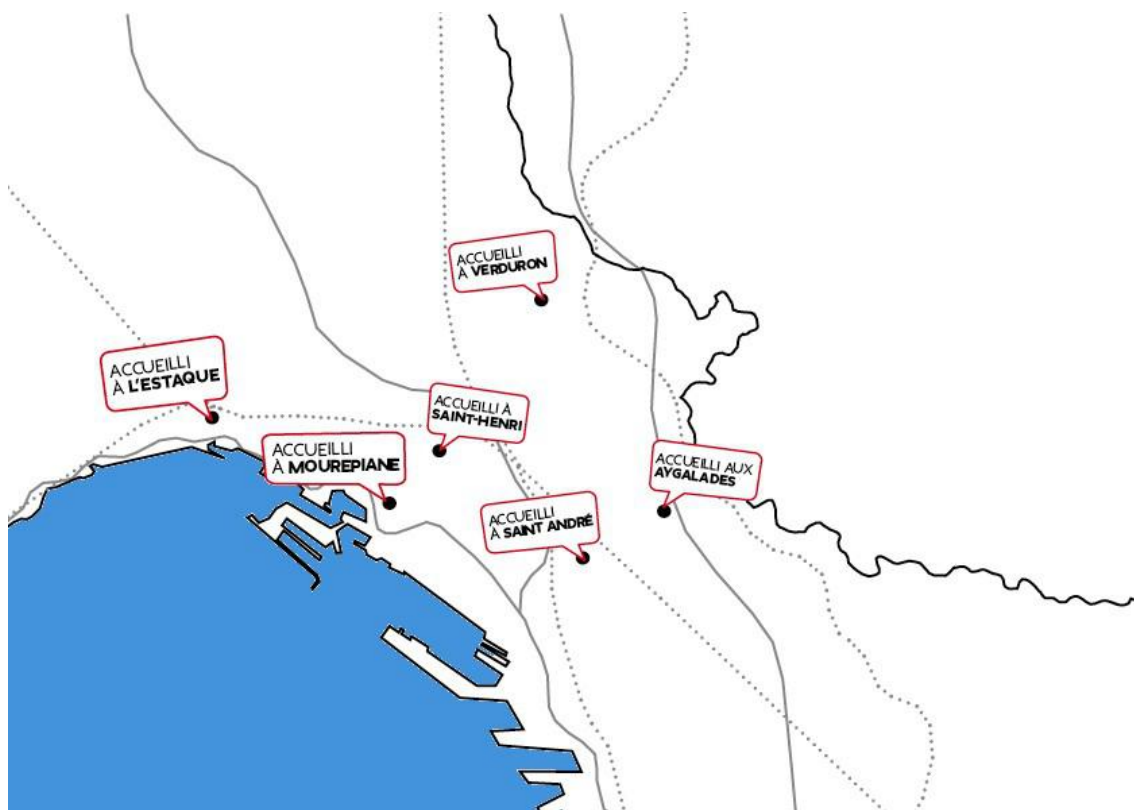 ACCUEILLI
À VERDURON
ACCUEILLI
À L'ESTAQUE
ACCUEILLI À
SAINT-HENRI
ACCUEILLI
À MOUREPIANE
ACCUEILLI AUX
AYGALADES
ACCUEILLI
À SAINT ANDRÉ